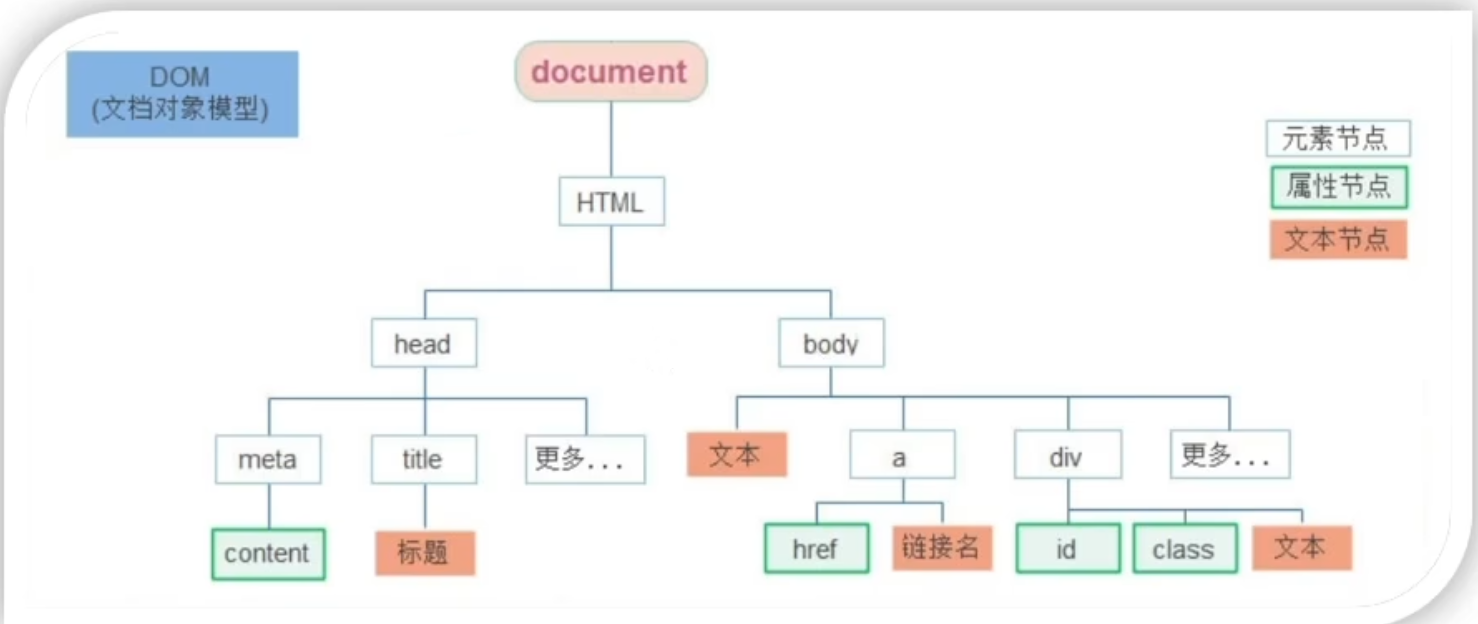 DOM
(文档对象模型)
document
元素节点
属性节点
文本节点
HTML
head
body
meta
title
更多...
文本
a
div
更多...
content
标题
href
链接名
id
class
文本